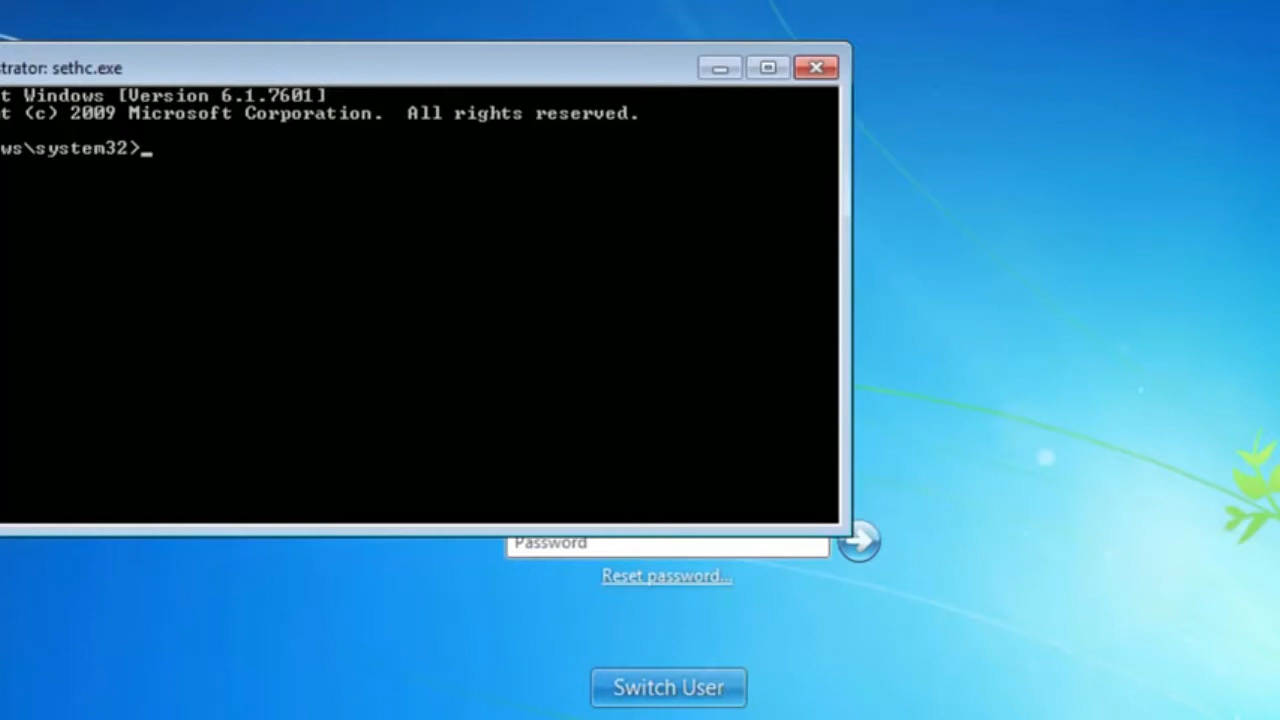 strator: sethc.exe
t Windows [Version 6.1.7601]
t (c) 2009 Microsoft Corporation.  All rights reserved.
ws\system32>_
Password
Reset password...
Switch User